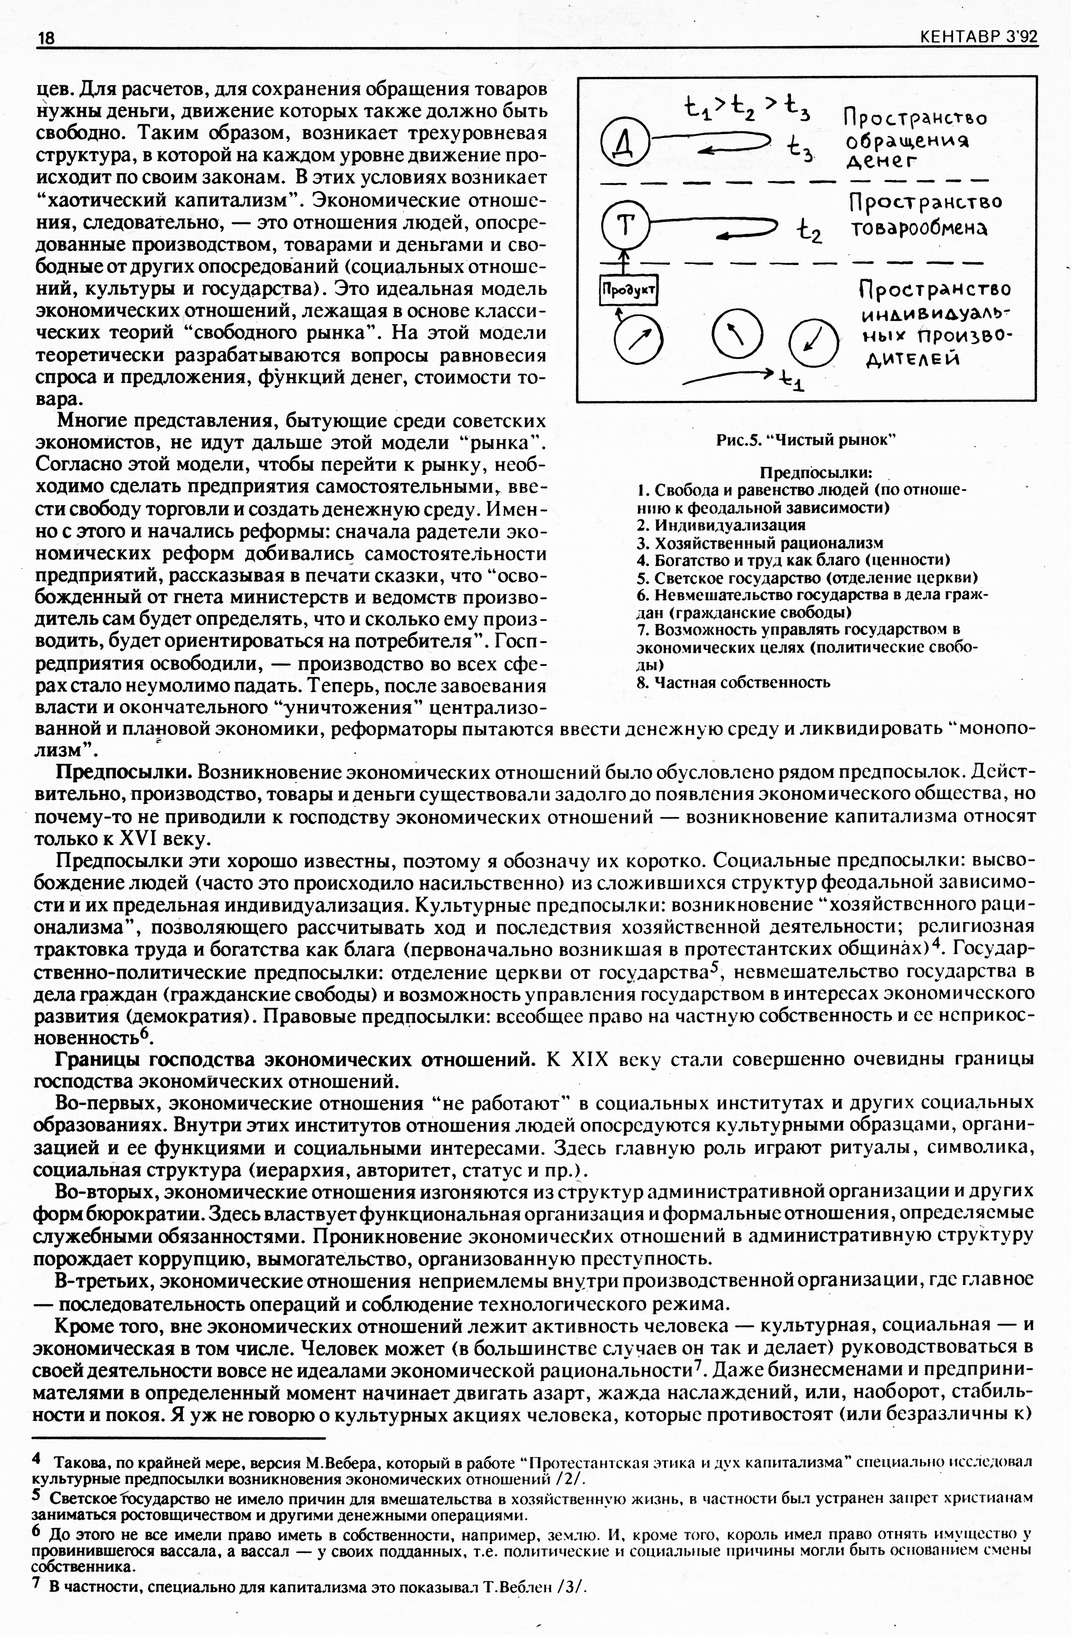 18
КЕНТАВР 3'92
цев. Для расчетов, для сохранения обращения товаров
нужны деньги, движение которых также должно быть
свободно. Таким образом, возникает трехуровневая
структура, в которой на каждом уровне движение про-
исходит по своим законам. В этих условиях возникает
“хаотический капитализм”. Экономические отноше-
ния, следовательно, — это отношения людей, опосре-
дованные производством, товарами и деньгами и сво-
бодные от других опосредований (социальных отноше-
ний, культуры и государства). Это идеальная модель
экономических отношений, лежащая в основе класси-
ческих теорий “свободного рынка”. На этой модели
теоретически разрабатываются вопросы равновесия
спроса и предложения, функций денег, стоимости то-
вара.
Многие представления, бытующие среди советских
экономистов, не идут дальше этой модели “рынка”.
Согласно этой модели, чтобы перейти к рынку, необ-
ходимо сделать предприятия самостоятельными, вве-
сти свободу торговли и создать денежную среду. Имен-
но с этого и начались реформы: сначала радетели эко-
номических реформ добивались самостоятельности
предприятий, рассказывая в печати сказки, что “осво-
божденный от гнета министерств и ведомств произво-
дитель сам будет определять, что и сколько ему произ-
водить, будет ориентироваться на потребителя”. Госп-
редприятия освободили, — производство во всех сфе-
рах стало неумолимо падать. Теперь, после завоевания
власти и окончательного “уничтожения” централизо-
ванной и плановой экономики, реформаторы пытаются ввести денежную среду и ликвидировать “монопо-
лизм”.
t1>t2>t3
Д
t3
Пространство
обращения
денег
Т
t2
Пространство
товарообмена
Продукт
t1
Пространство
индивидуаль-
ных произво-
дителей
Рис.5. “Чистый рынок”
Предпосылки:
1. Свобода и равенство людей (по отноше-
нию к феодальной зависимости)
2. Индивидуализация
3. Хозяйственный рационализм
4. Богатство и труд как благо (ценности)
5. Светское государство (отделение церкви)
6. Невмешательство государства в дела граж-
дан (гражданские свободы)
7. Возможность управлять государством в
экономических целях (политические свобо-
ды)
8. Частная собственность
Предпосылки. Возникновение экономических отношений было обусловлено рядом предпосылок. Дейст-
вительно, производство, товары и деньги существовали задолго до появления экономического общества, но
почему-то не приводили к господству экономических отношений — возникновение капитализма относят
только к XVI веку.
Предпосылки эти хорошо известны, поэтому я обозначу их коротко. Социальные предпосылки: высво-
бождение людей (часто это происходило насильственно) из сложившихся структур феодальной зависимо-
сти и их предельная индивидуализация. Культурные предпосылки: возникновение “хозяйственного раци-
онализма”, позволяющего рассчитывать ход и последствия хозяйственной деятельности; религиозная
трактовка труда и богатства как блага (первоначально возникшая в протестантских общинах)⁴. Государ-
ственно-политические предпосылки: отделение церкви от государства⁵, невмешательство государства в
дела граждан (гражданские свободы) и возможность управления государством в интересах экономического
развития (демократия). Правовые предпосылки: всеобщее право на частную собственность и ее неприкос-
новенность⁶.
Границы господства экономических отношений. К XIX веку стали совершенно очевидны границы
господства экономических отношений.
Во-первых, экономические отношения “не работают” в социальных институтах и других социальных
образованиях. Внутри этих институтов отношения людей опосредуются культурными образцами, органи-
зацией и ее функциями и социальными интересами. Здесь главную роль играют ритуалы, символика,
социальная структура (иерархия, авторитет, статус и пр.).
Во-вторых, экономические отношения изгоняются из структур административной организации и других
форм бюрократии. Здесь властвует функциональная организация и формальные отношения, определяемые
служебными обязанностями. Проникновение экономических отношений в административную структуру
порождает коррупцию, вымогательство, организованную преступность.
В-третьих, экономические отношения неприемлемы внутри производственной организации, где главное
— последовательность операций и соблюдение технологического режима.
Кроме того, вне экономических отношений лежит активность человека — культурная, социальная — и
экономическая в том числе. Человек может (в большинстве случаев он так и делает) руководствоваться в
своей деятельности вовсе не идеалами экономической рациональности⁷. Даже бизнесменами и предприни-
мателями в определенный момент начинает двигать азарт, жажда наслаждений, или, наоборот, стабиль-
ности и покоя. Я уж не говорю о культурных акциях человека, которые противостоят (или безразличны к)
4 Такова, по крайней мере, версия М.Вебера, который в работе “Протестантская этика и дух капитализма” специально исследовал
культурные предпосылки возникновения экономических отношений /2/.
5 Светское государство не имело причин для вмешательства в хозяйственную жизнь, в частности был устранен запрет христианам
заниматься ростовщичеством и другими денежными операциями.
6 До этого не все имели право иметь в собственности, например, землю. И, кроме того, король имел право отнять имущество у
провинившегося вассала, а вассал — у своих подданных, т.е. политические и социальные причины могли быть основанием смены
собственника.
7 В частности, специально для капитализма это показывал Т.Веблен /3/.